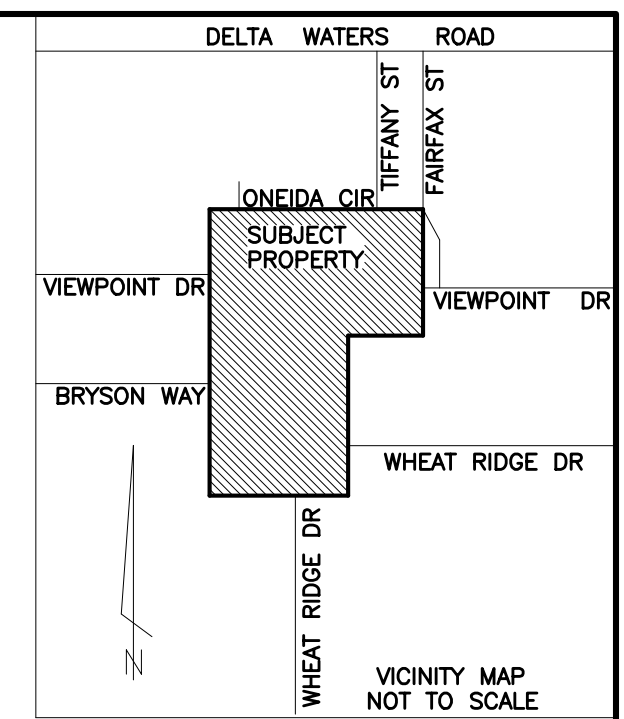 DELTA WATERS ROAD
TIFFANY ST
FAIRFAX ST
ONEIDA CIR
SUBJECT
PROPERTY
VIEWPOINT DR
VIEWPOINT DR
BRYSON WAY
WHEAT RIDGE DR
WHEAT RIDGE DR
N
VICINITY MAP
NOT TO SCALE